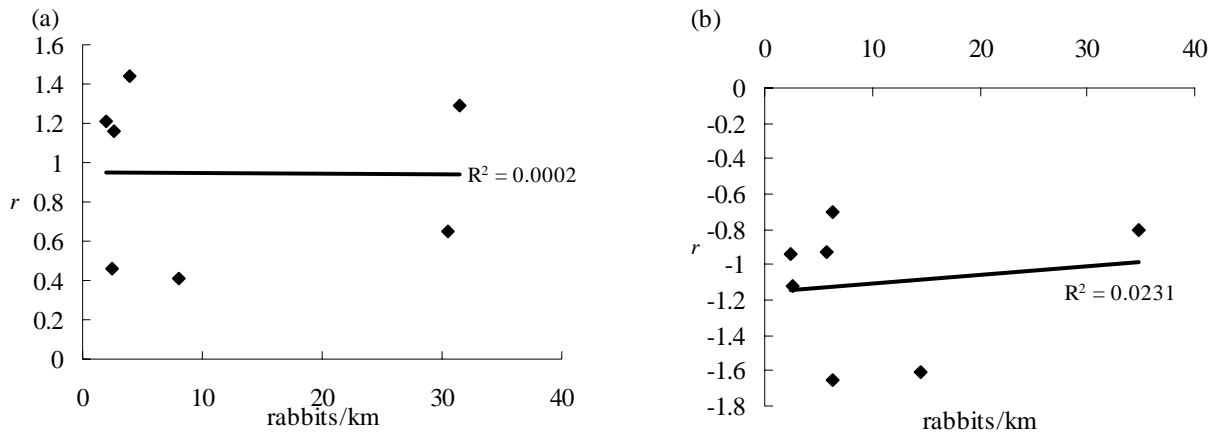 (a)
1.6
1.4
1.2
1
0.8
0.6
0.4
0.2
0
r
R² = 0.0002
0 10 20 30 40
rabbits/km
(b)
0 10 20 30 40
0
-0.2
-0.4
-0.6
-0.8
-1
-1.2
-1.4
-1.6
-1.8
r
R² = 0.0231
rabbits/km